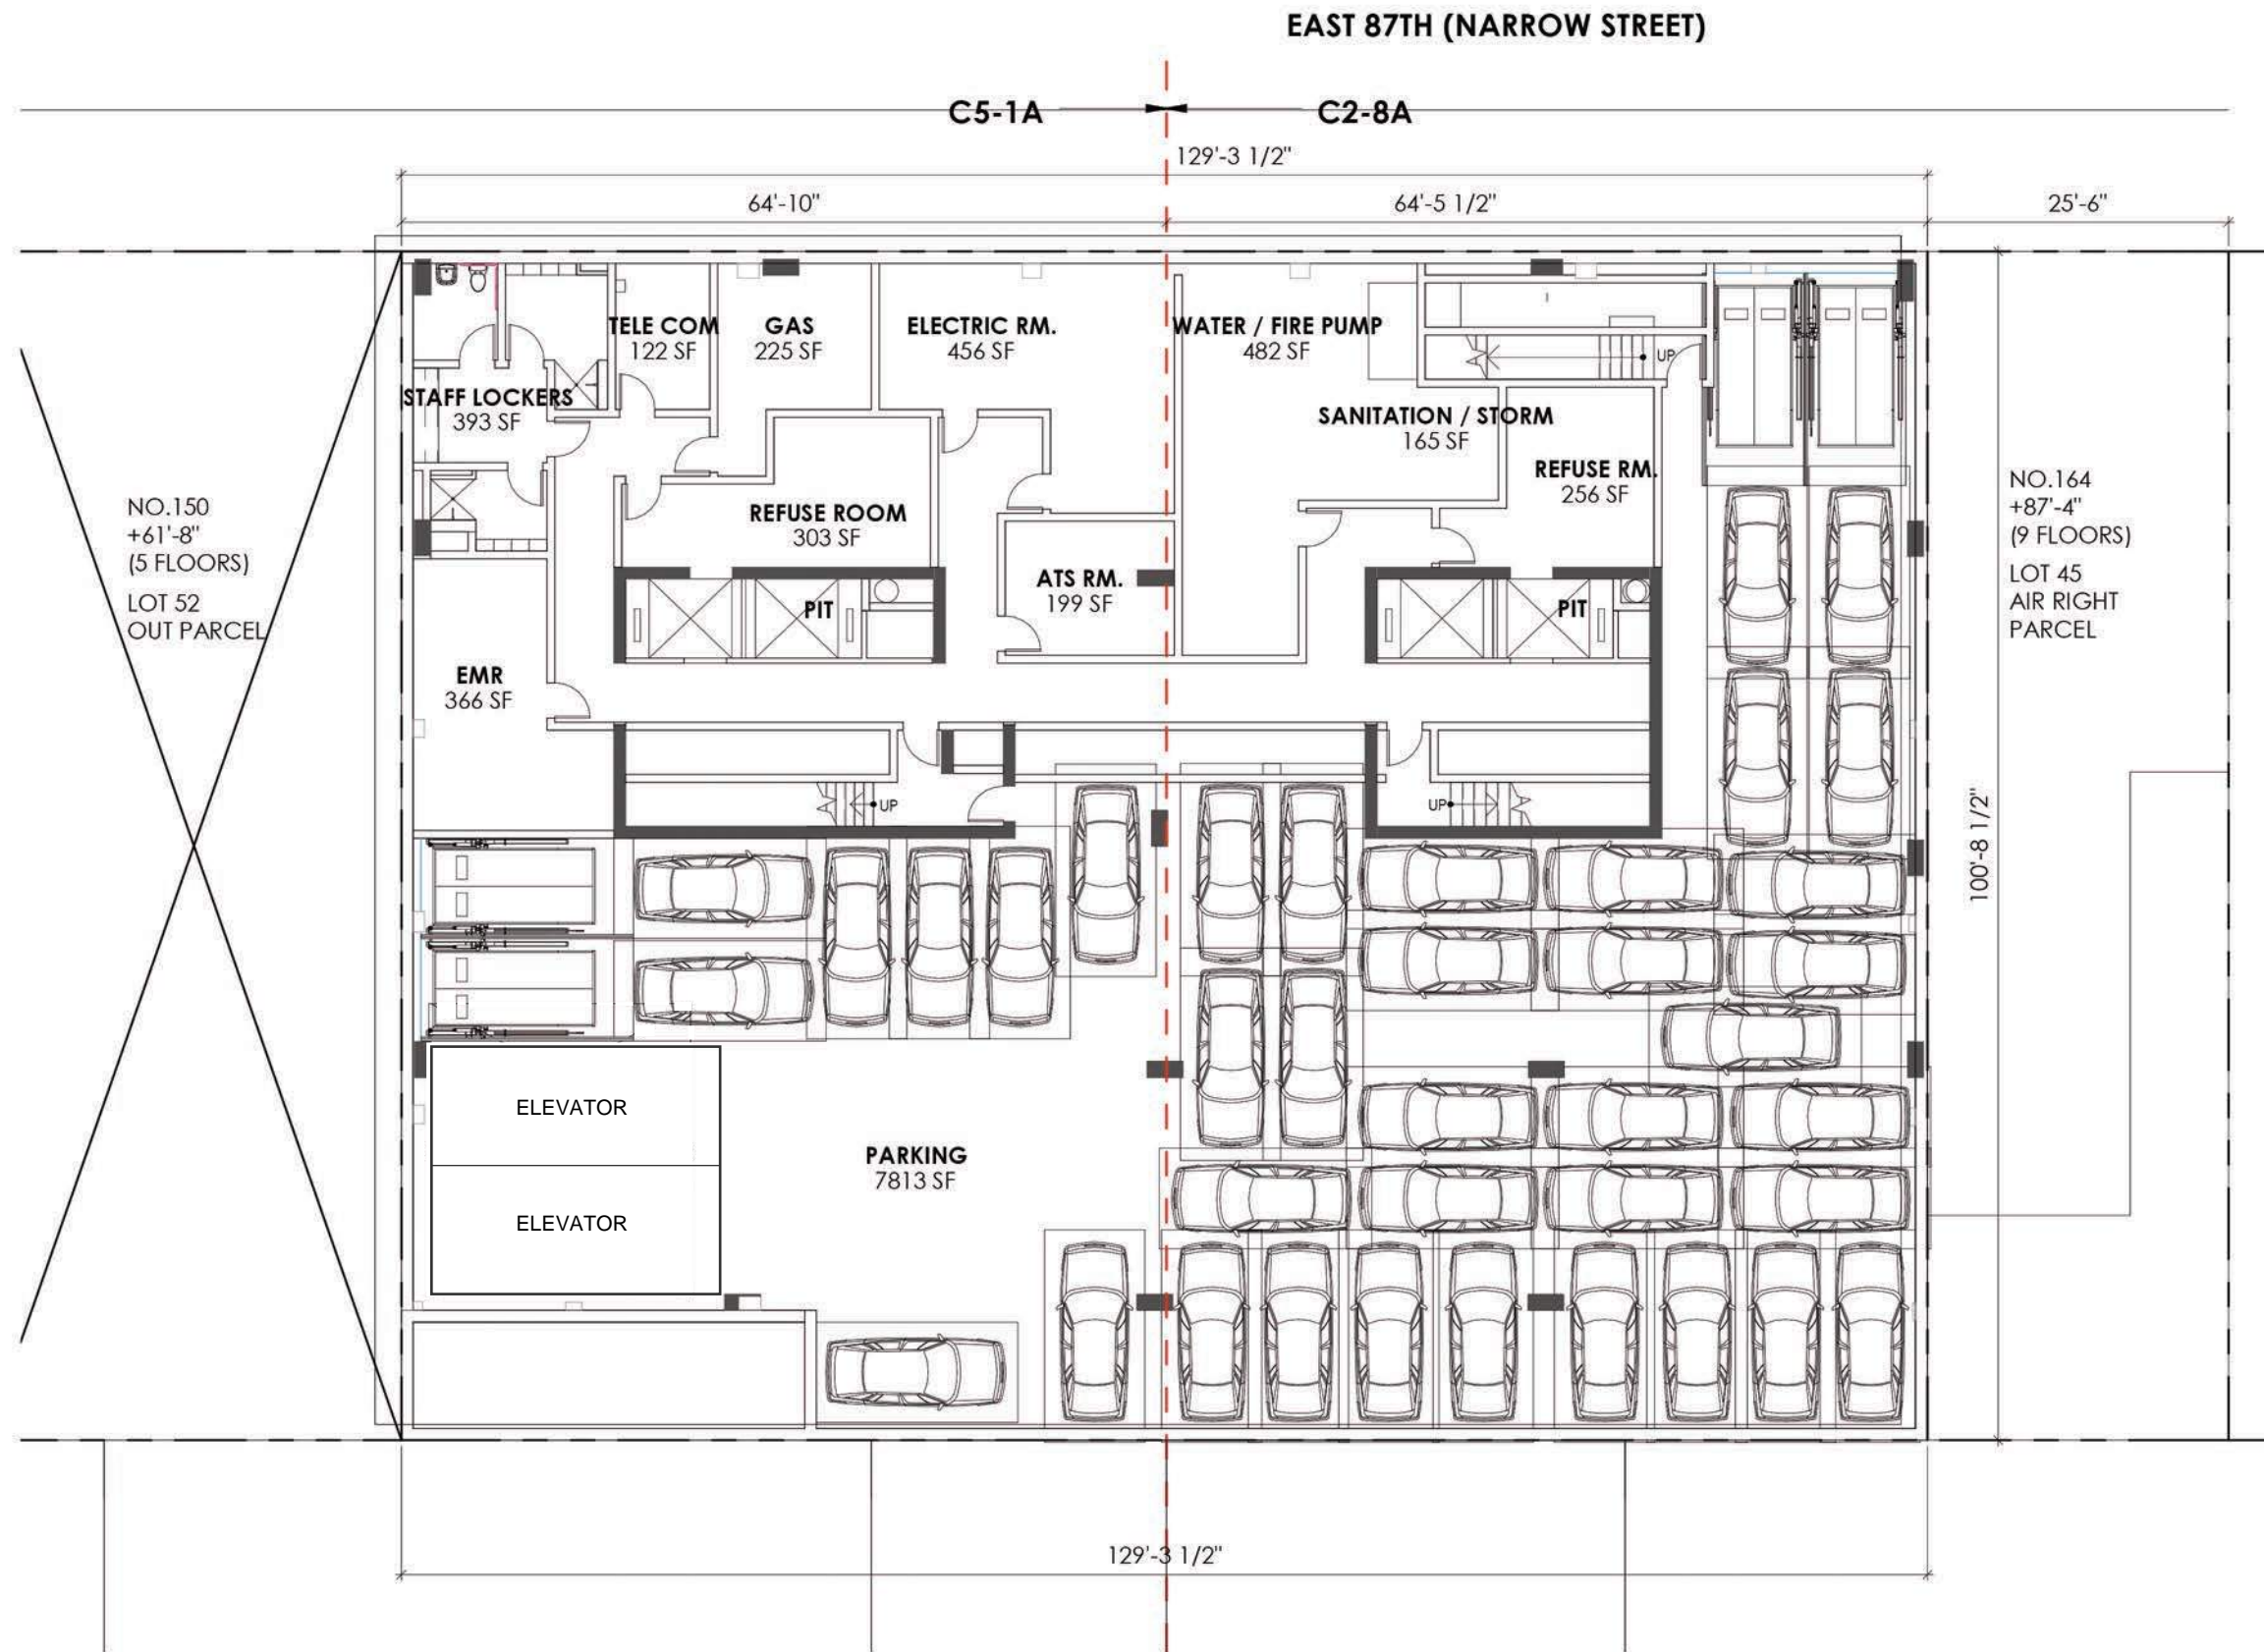 EAST 87TH (NARROW STREET)
C5-1A
C2-8A
129'-3 1/2"
64'-10"
64'-5 1/2"
25'-6"
TELE COM
122 SF
GAS
225 SF
ELECTRIC RM.
456 SF
WATER / FIRE PUMP
482 SF
UP
STAFF LOCKERS
393 SF
SANITATION / STORM
165 SF
REFUSE RM.
256 SF
REFUSE ROOM
303 SF
NO.150
+61'-8"
(5 FLOORS)
LOT 52
OUT PARCEL
NO.164
+87'-4"
(9 FLOORS)
LOT 45
AIR RIGHT
PARCEL
ATS RM.
199 SF
PIT
PIT
EMR
366 SF
UP
UP
100'-8 1/2"
ELEVATOR
ELEVATOR
PARKING
7813 SF
129'-3 1/2"